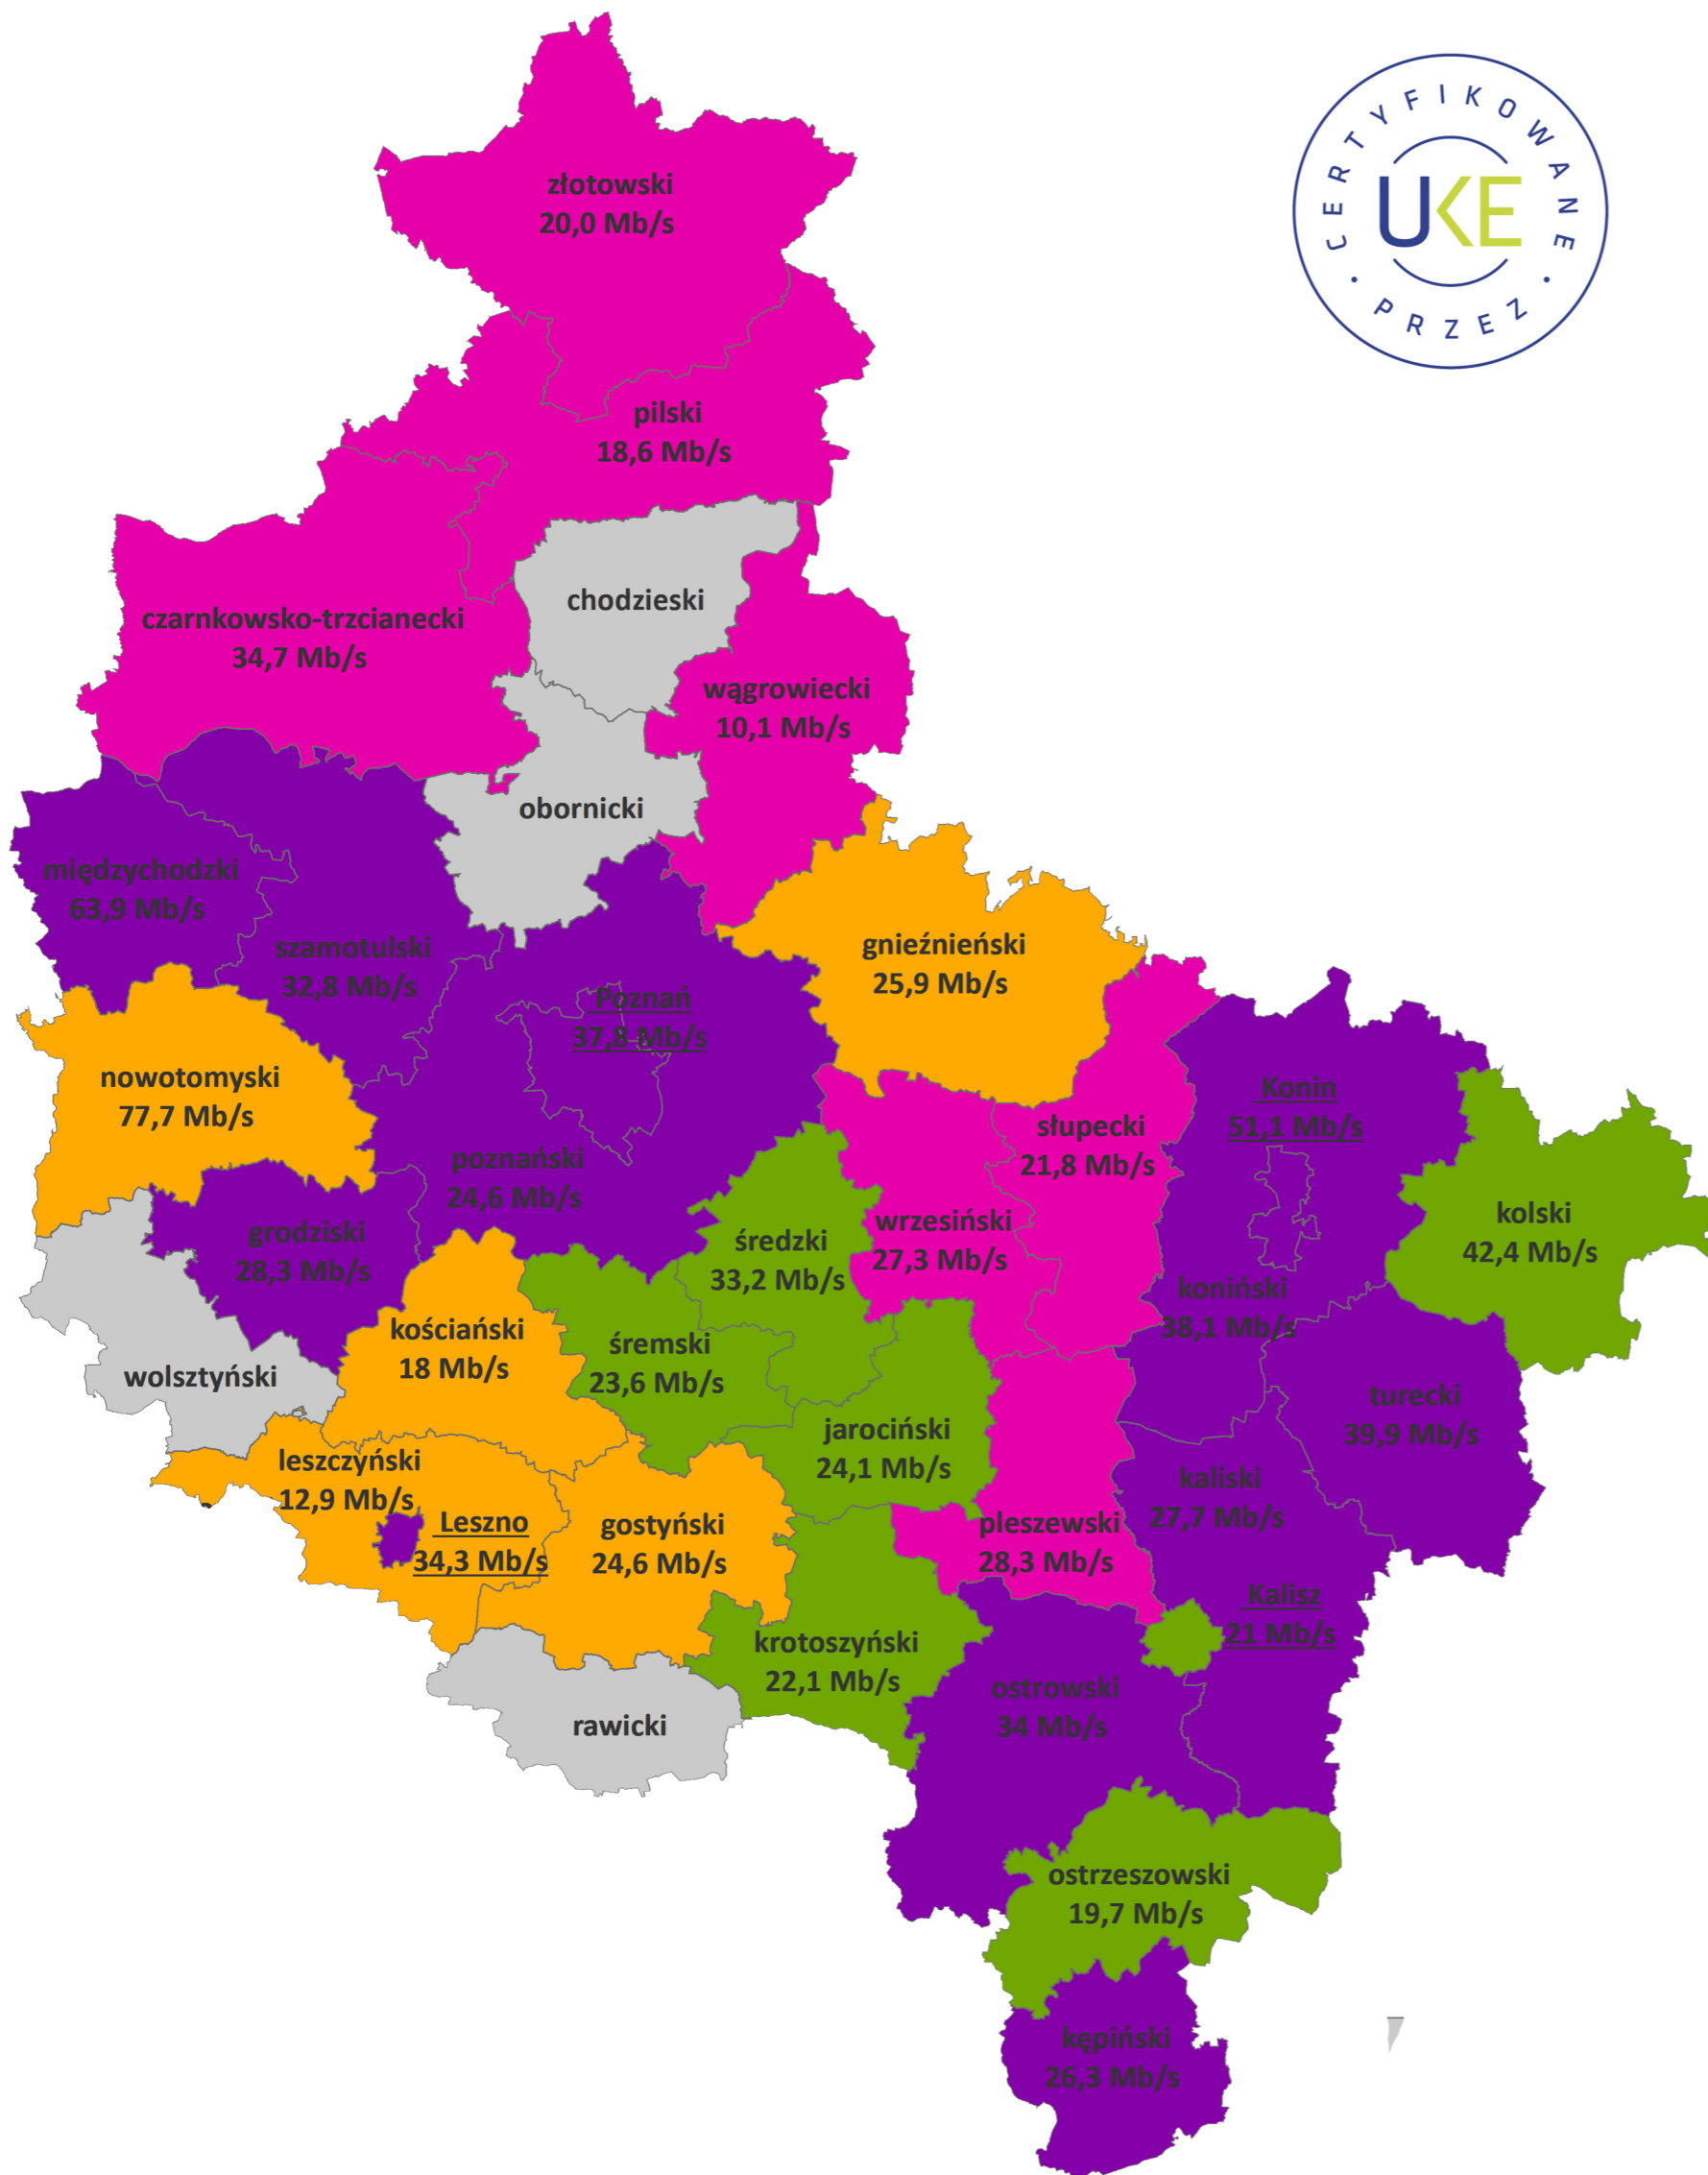 CERTYFIKOWANE
UKE
• PRZEZ •
złotowski
20,0 Mb/s
pilski
18,6 Mb/s
chodzieski
czarnkowsko-trzcianecki
34,7 Mb/s
wągrowiecki
10,1 Mb/s
obornicki
międzychodzki
63,9 Mb/s
szamotulski
32,8 Mb/s
gnieźnieński
25,9 Mb/s
Poznań
37,8 Mb/s
nowotomyski
77,7 Mb/s
Konin
51,1 Mb/s
słupecki
21,8 Mb/s
poznański
24,6 Mb/s
kolski
42,4 Mb/s
wrzesiński
27,3 Mb/s
grodziski
28,3 Mb/s
średzki
33,2 Mb/s
koniński
38,1 Mb/s
kościański
18 Mb/s
śremski
23,6 Mb/s
wolsztyński
turecki
39,9 Mb/s
jarociński
24,1 Mb/s
leszczyński
12,9 Mb/s
kaliski
27,7 Mb/s
Leszno
34,3 Mb/s
gostyński
24,6 Mb/s
pleszewski
28,3 Mb/s
Kalisz
21 Mb/s
krotoszyński
22,1 Mb/s
ostrowski
34 Mb/s
rawicki
ostrzeszowski
19,7 Mb/s
kępiński
26,3 Mb/s